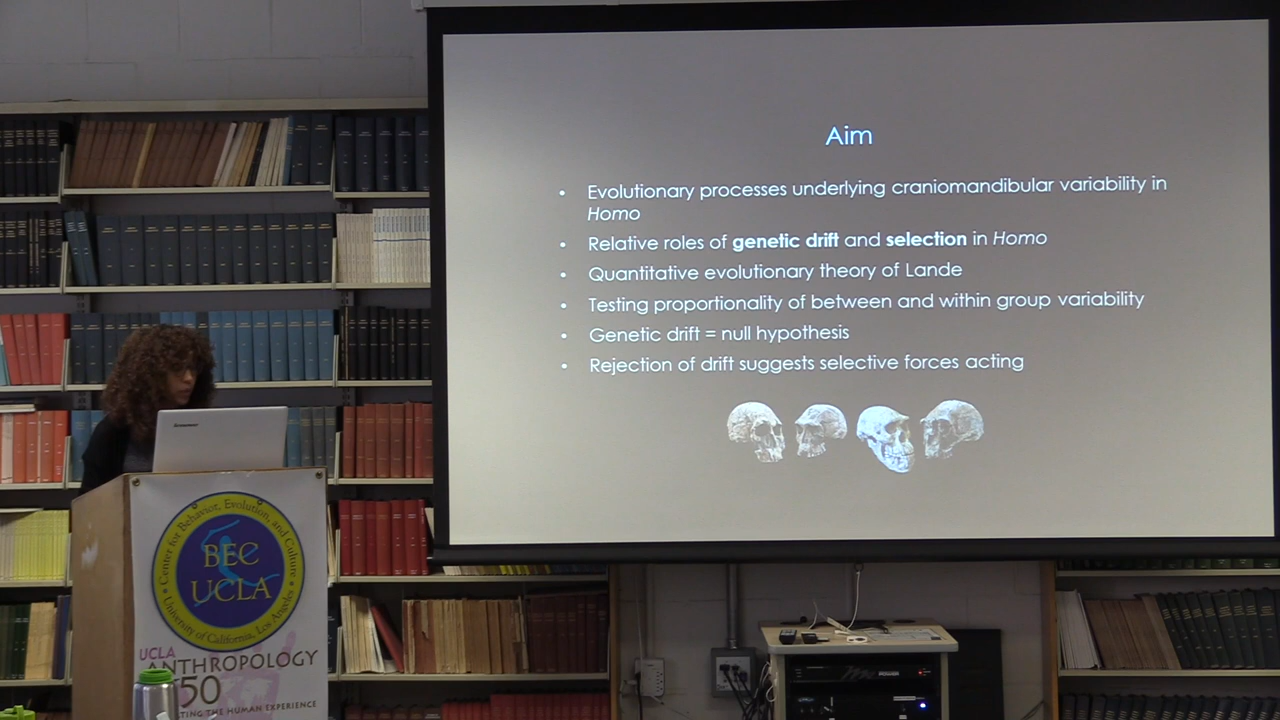 Aim
• Evolutionary processes underlying craniomandibular variability in
Homo
• Relative roles of genetic drift and selection in Homo
• Quantitative evolutionary theory of Lande
• Testing proportionality of between and within group variability
• Genetic drift = null hypothesis
• Rejection of drift suggests selective forces acting
lenovo
Center for Behavior, Evolution, and Culture
BEC
UCLA
University of California, Los Angeles
UCLA
ANTHROPOLOGY
50
ATING THE HUMAN EXPERIENCE